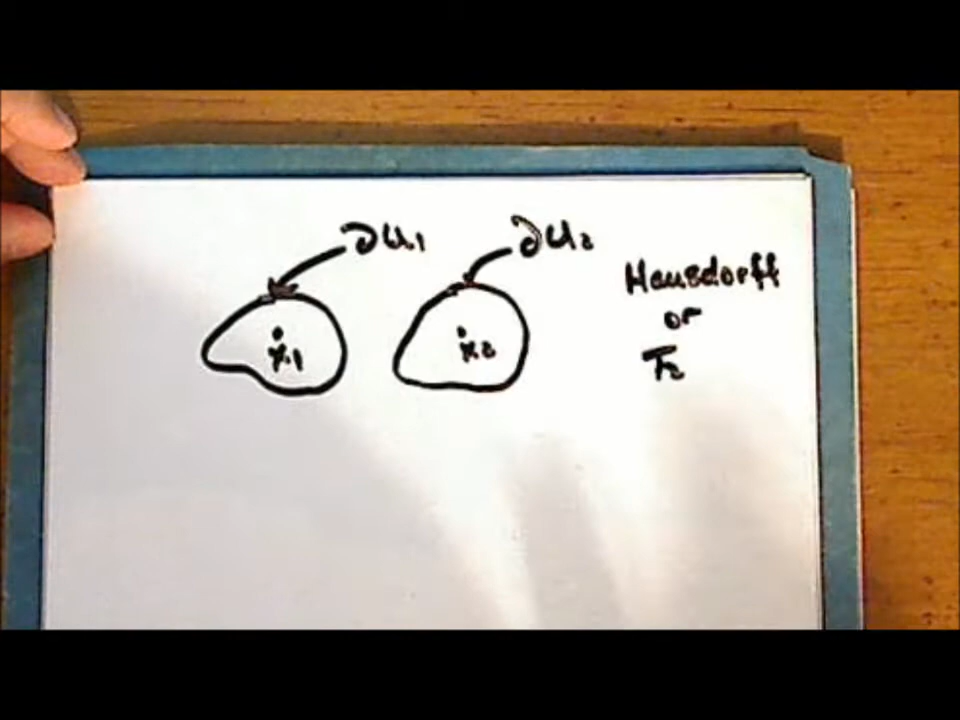 ∂U₁ ∂U₂
Hausdorff
or
T₂
x₁ x₂